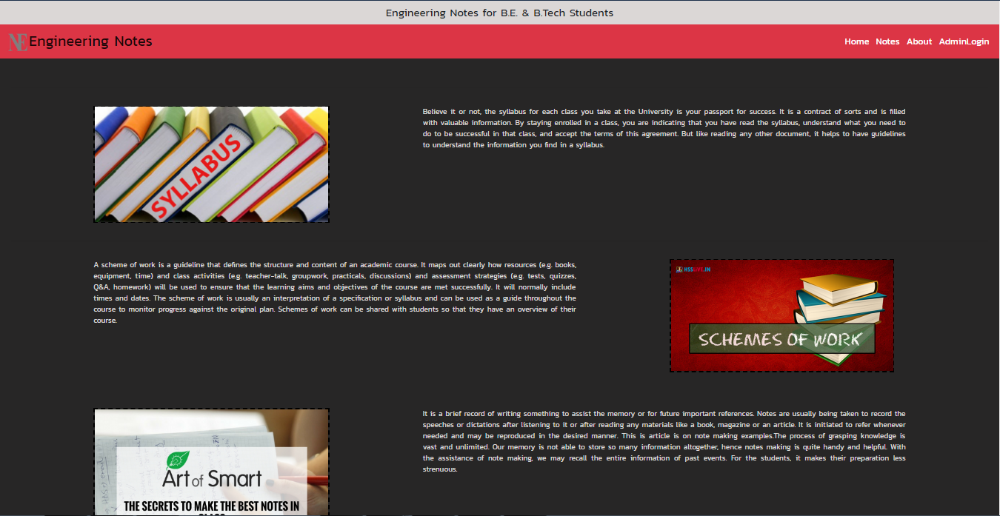 Engineering Notes for B.E. & B.Tech Students
NE Engineering Notes
Home Notes About AdminLogin
SYLLABUS
Believe it or not, the syllabus for each class you take at the University is your passport for success. It is a contract of sorts and is filled
with valuable information. By staying enrolled in a class, you are indicating that you have read the syllabus, understand what you need to
do to be successful in that class, and accept the terms of this agreement. But like reading any other document, it helps to have guidelines
to understand the information you find in a syllabus.
A scheme of work is a guideline that defines the structure and content of an academic course. It maps out clearly how resources (e.g. books,
equipment, time) and class activities (e.g. teacher-talk, groupwork, practicals, discussions) and assessment strategies (e.g. tests, quizzes,
Q&A, homework) will be used to ensure that the learning aims and objectives of the course are met successfully. It will normally include
times and dates. The scheme of work is usually an interpretation of a specification or syllabus and can be used as a guide throughout the
course to monitor progress against the original plan. Schemes of work can be shared with students so that they have an overview of their
course.
HSSLIVE.IN
SCHEMES OF WORK
It is a brief record of writing something to assist the memory or for future important references. Notes are usually being taken to record the
speeches or dictations after listening to it or after reading any materials like a book, magazine or an article. It is initiated to refer whenever
needed and may be reproduced in the desired manner. This is article is on note making examples.The process of grasping knowledge is
vast and unlimited. Our memory is not able to store so many information altogether, hence notes making is quite handy and helpful. With
the assistance of note making, we may recall the entire information of past events. For the students, it makes their preparation less
strenuous.
Art of Smart
THE SECRETS TO MAKE THE BEST NOTES IN